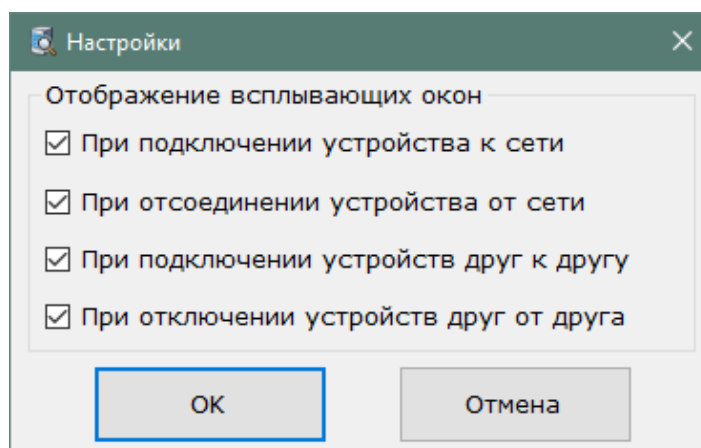 Настройки
Отображение всплывающих окон
При подключении устройства к сети
При отсоединении устройства от сети
При подключении устройств друг к другу
При отключении устройств друг от друга
ОК
Отмена